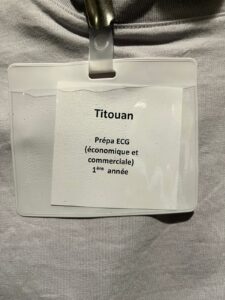 Titouan
Prépa ECG
(économique et
commerciale)
1ère année